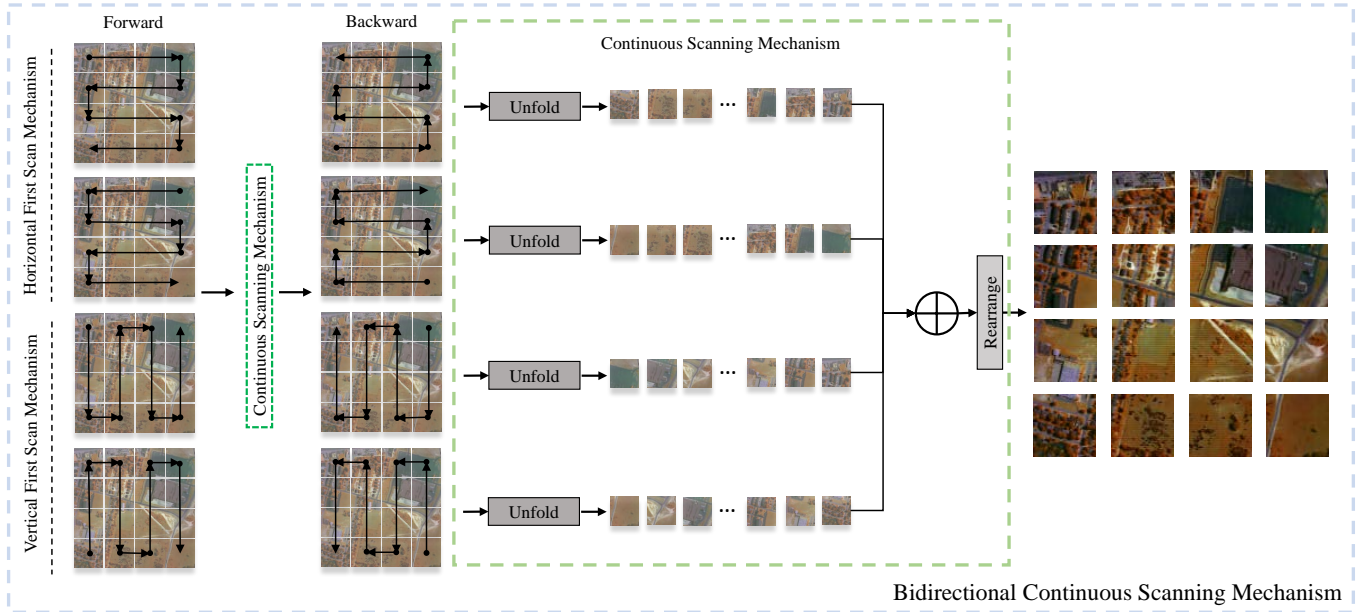 Forward
Backward
Continuous Scanning Mechanism
Horizontal First Scan Mechanism
Vertical First Scan Mechanism
Continuous Scanning Mechanism
Unfold
...
Unfold
...
Unfold
...
Unfold
...
Rearrange
Bidirectional Continuous Scanning Mechanism